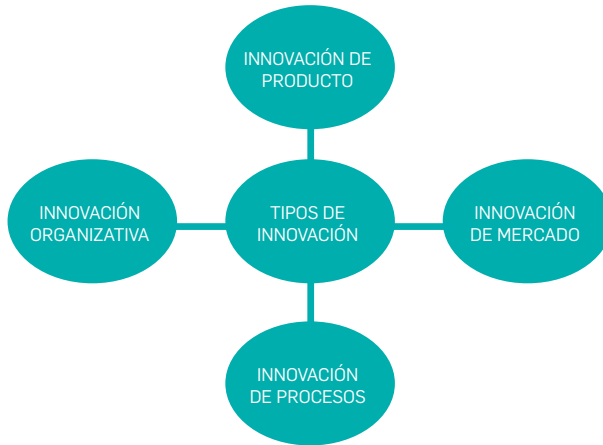 INNOVACIÓN DE
PRODUCTO
INNOVACIÓN
ORGANIZATIVA
TIPOS DE
INNOVACIÓN
INNOVACIÓN
DE MERCADO
INNOVACIÓN
DE PROCESOS